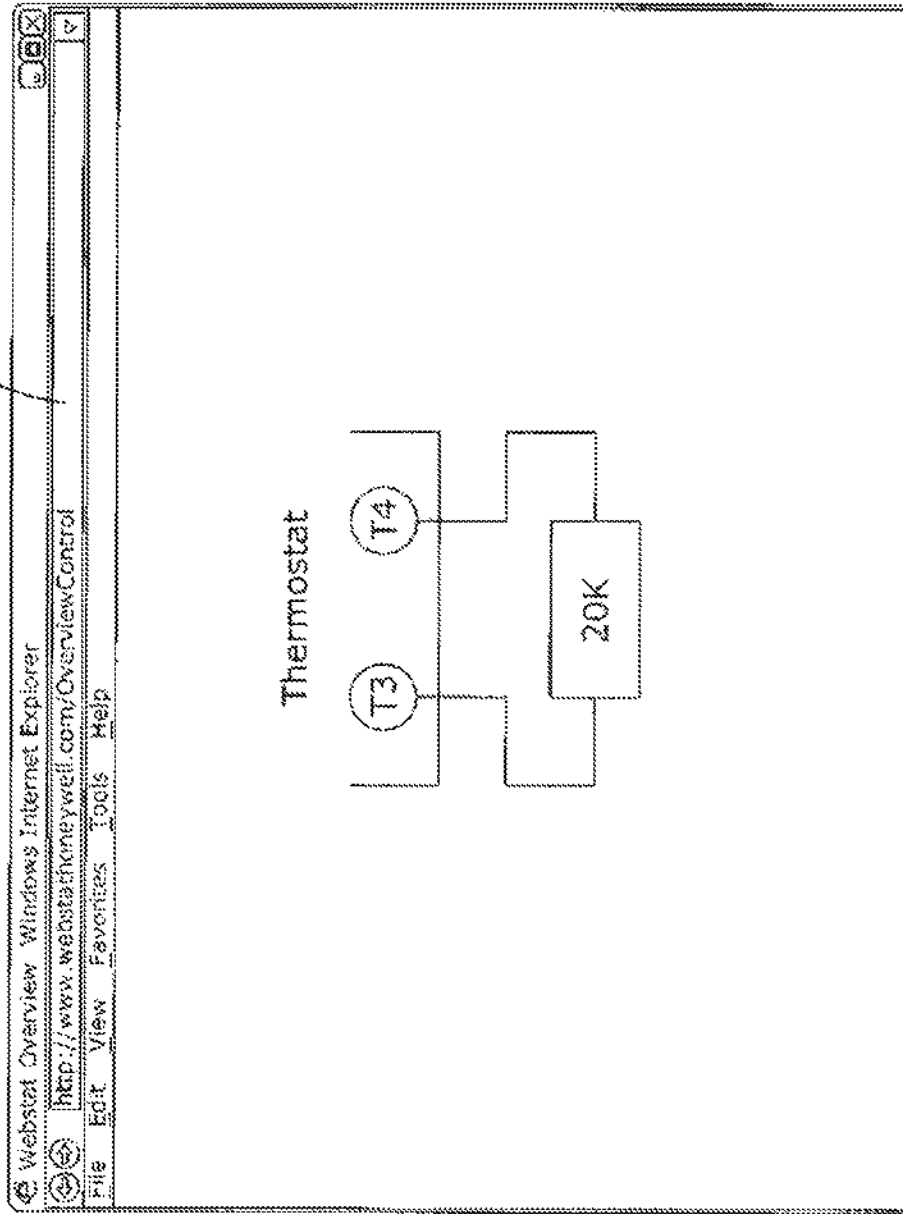 Webstat Overview Windows Internet Explorer
http://www.webstathoneywell.com/OverviewControl
File Edit View Favorites Tools Help
Thermostat
T3 T4
20K